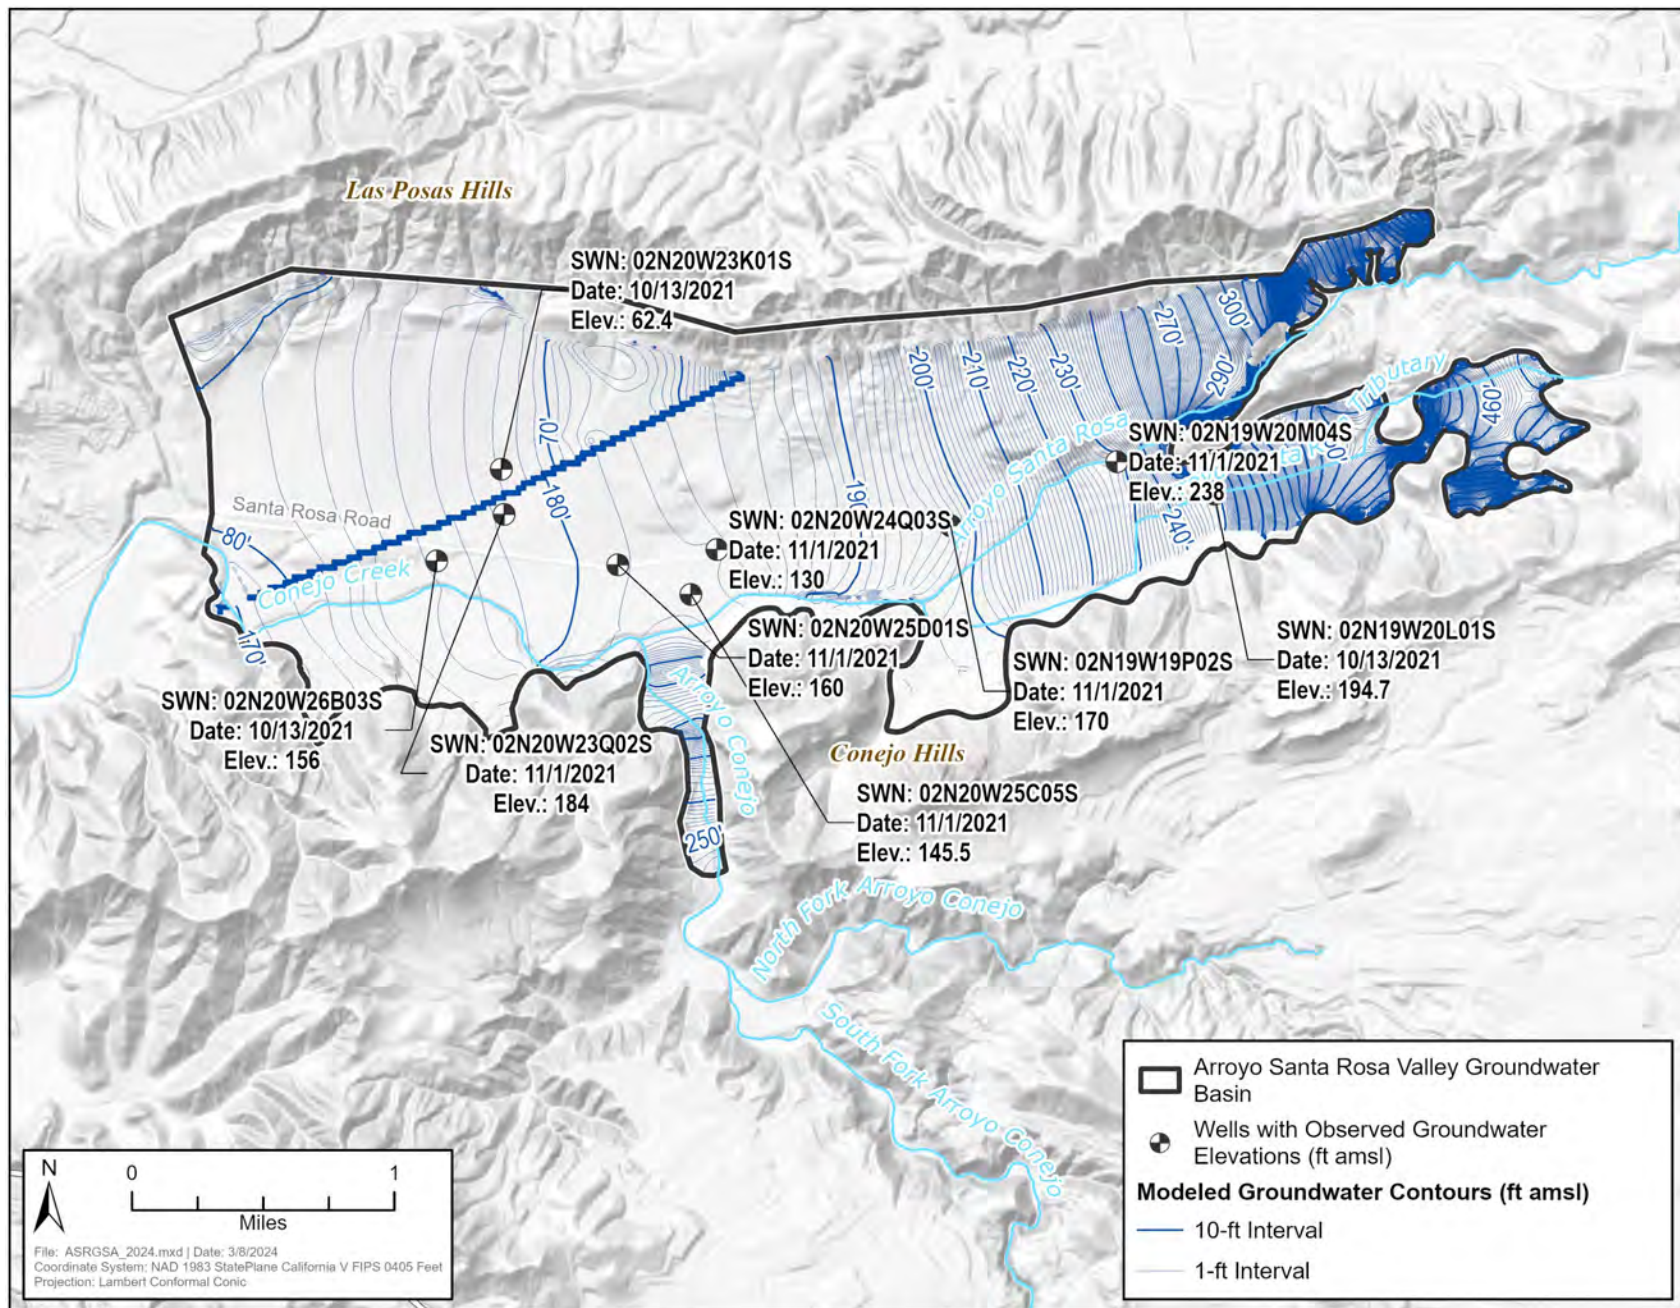 Las Posas Hills
SWN: 02N20W23K01S
Date: 10/13/2021
Elev.: 62.4
300'
270'
290'
200'
210'
220'
230'
460'
Tributary
Arroyo Santa Rosa
SWN: 02N19W20M04S
Date: 11/1/2021
Elev.: 238
70'
180'
190'
240'
Santa Rosa Road
80'
Conejo Creek
170'
SWN: 02N20W24Q03S
Date: 11/1/2021
Elev.: 130
SWN: 02N20W25D01S
Date: 11/1/2021
Elev.: 160
SWN: 02N19W19P02S
Date: 11/1/2021
Elev.: 170
SWN: 02N19W20L01S
Date: 10/13/2021
Elev.: 194.7
SWN: 02N20W26B03S
Date: 10/13/2021
Elev.: 156
SWN: 02N20W23Q02S
Date: 11/1/2021
Elev.: 184
Arroyo Conejo
Conejo Hills
250'
SWN: 02N20W25C05S
Date: 11/1/2021
Elev.: 145.5
North Fork Arroyo Conejo
South Fork Arroyo Conejo
Arroyo Santa Rosa Valley Groundwater
Basin
Wells with Observed Groundwater
Elevations (ft amsl)
Modeled Groundwater Contours (ft amsl)
10-ft Interval
1-ft Interval
N
0 1
Miles
File: ASRGSA_2024.mxd | Date: 3/8/2024
Coordinate System: NAD 1983 StatePlane California V FIPS 0405 Feet
Projection: Lambert Conformal Conic